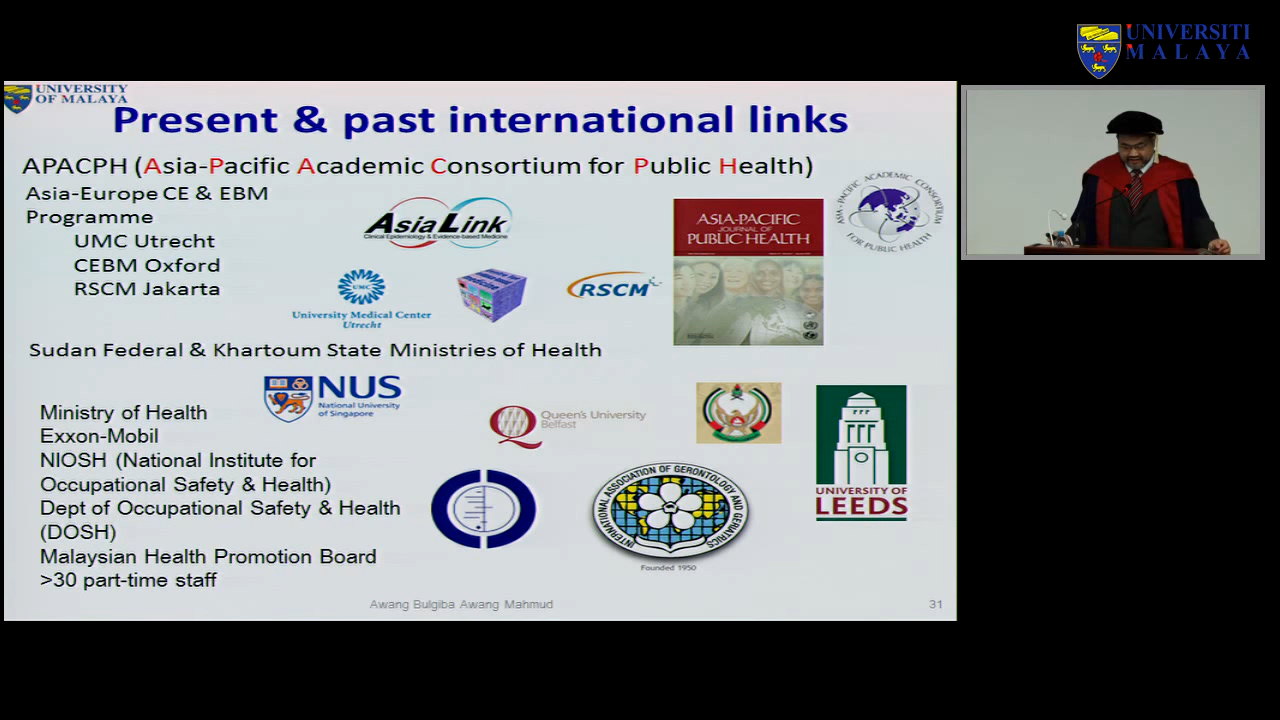 UNIVERSITI
MALAYA
UNIVERSITY
OF MALAYA
Present & past international links
APACPH (Asia-Pacific Academic Consortium for Public Health)
Asia-Europe CE & EBM
Programme
UMC Utrecht
CEBM Oxford
RSCM Jakarta
AsiaLink
Clinical Epidemiology & Evidence-based Medicine
UMC
University Medical Center
Utrecht
RSCM
ASIA-PACIFIC
JOURNAL OF
PUBLIC HEALTH
ASIA-PACIFIC ACADEMIC CONSORTIUM
FOR PUBLIC HEALTH
Sudan Federal & Khartoum State Ministries of Health
NUS
National University
of Singapore
Queen's University
Belfast
UNIVERSITY OF
LEEDS
Ministry of Health
Exxon-Mobil
NIOSH (National Institute for
Occupational Safety & Health)
Dept of Occupational Safety & Health
(DOSH)
Malaysian Health Promotion Board
>30 part-time staff
INTERNATIONAL ASSOCIATION OF GERONTOLOGY AND GERIATRICS
Founded 1950
Awang Bulgiba Awang Mahmud
31